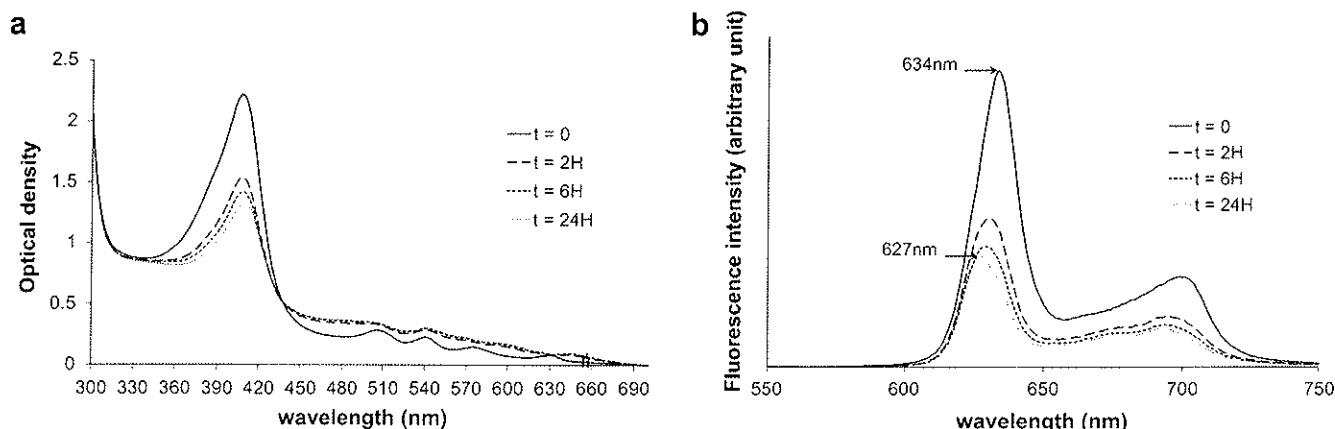 a
Optical density
2.5
2
1.5
1
0.5
0
300 330 360 390 420 450 480 510 540 570 600 630 660 690
wavelength (nm)
t = 0
t = 2H
t = 6H
t = 24H
b
Fluorescence intensity (arbitrary unit)
634nm
627nm
t = 0
t = 2H
t = 6H
t = 24H
550 600 650 700 750
wavelength (nm)